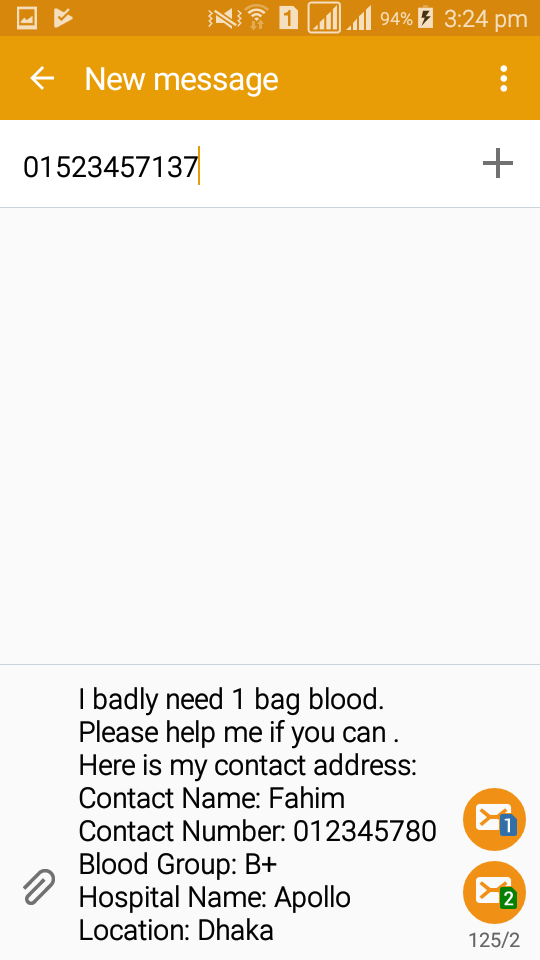 1 94% 3:24 pm
New message
01523457137
I badly need 1 bag blood.
Please help me if you can .
Here is my contact address:
Contact Name: Fahim
Contact Number: 012345780
Blood Group: B+
Hospital Name: Apollo
Location: Dhaka
1
2
125/2